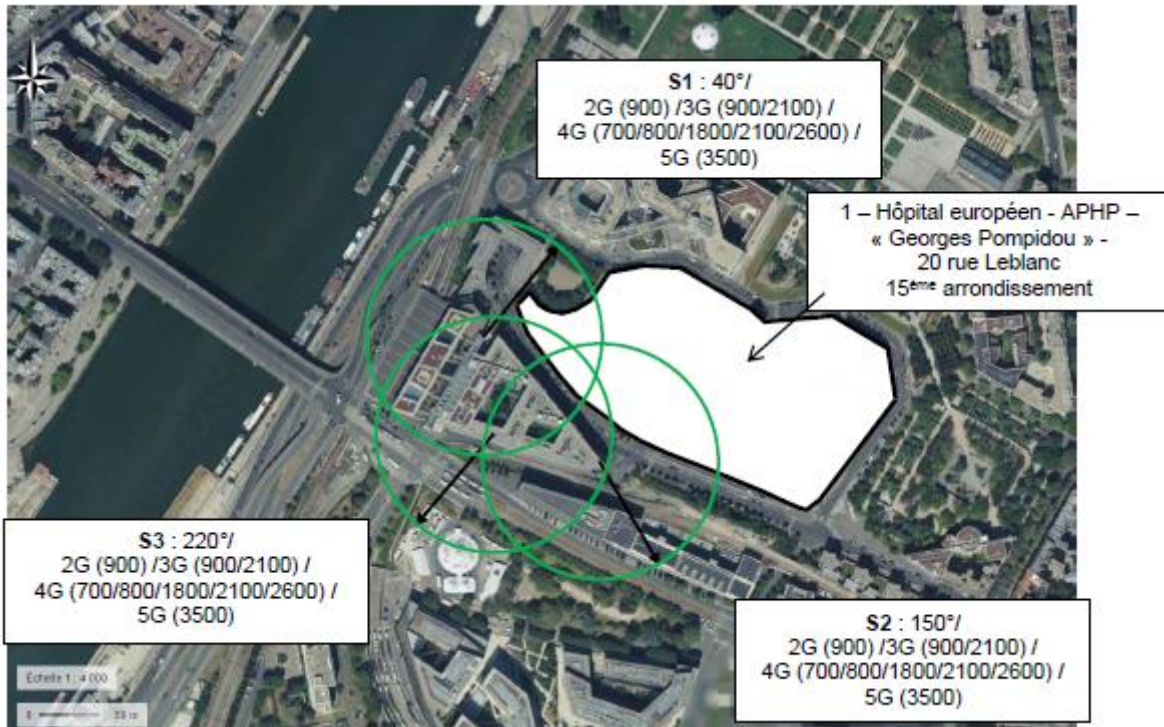 S1 : 40°/
2G (900) /3G (900/2100) /
4G (700/800/1800/2100/2600) /
5G (3500)
1 – Hôpital européen - APHP –
« Georges Pompidou » -
20 rue Leblanc
15ème arrondissement
S3 : 220°/
2G (900) /3G (900/2100) /
4G (700/800/1800/2100/2600) /
5G (3500)
S2 : 150°/
2G (900) /3G (900/2100) /
4G (700/800/1800/2100/2600) /
5G (3500)
Échelle 1 : 4 000
0